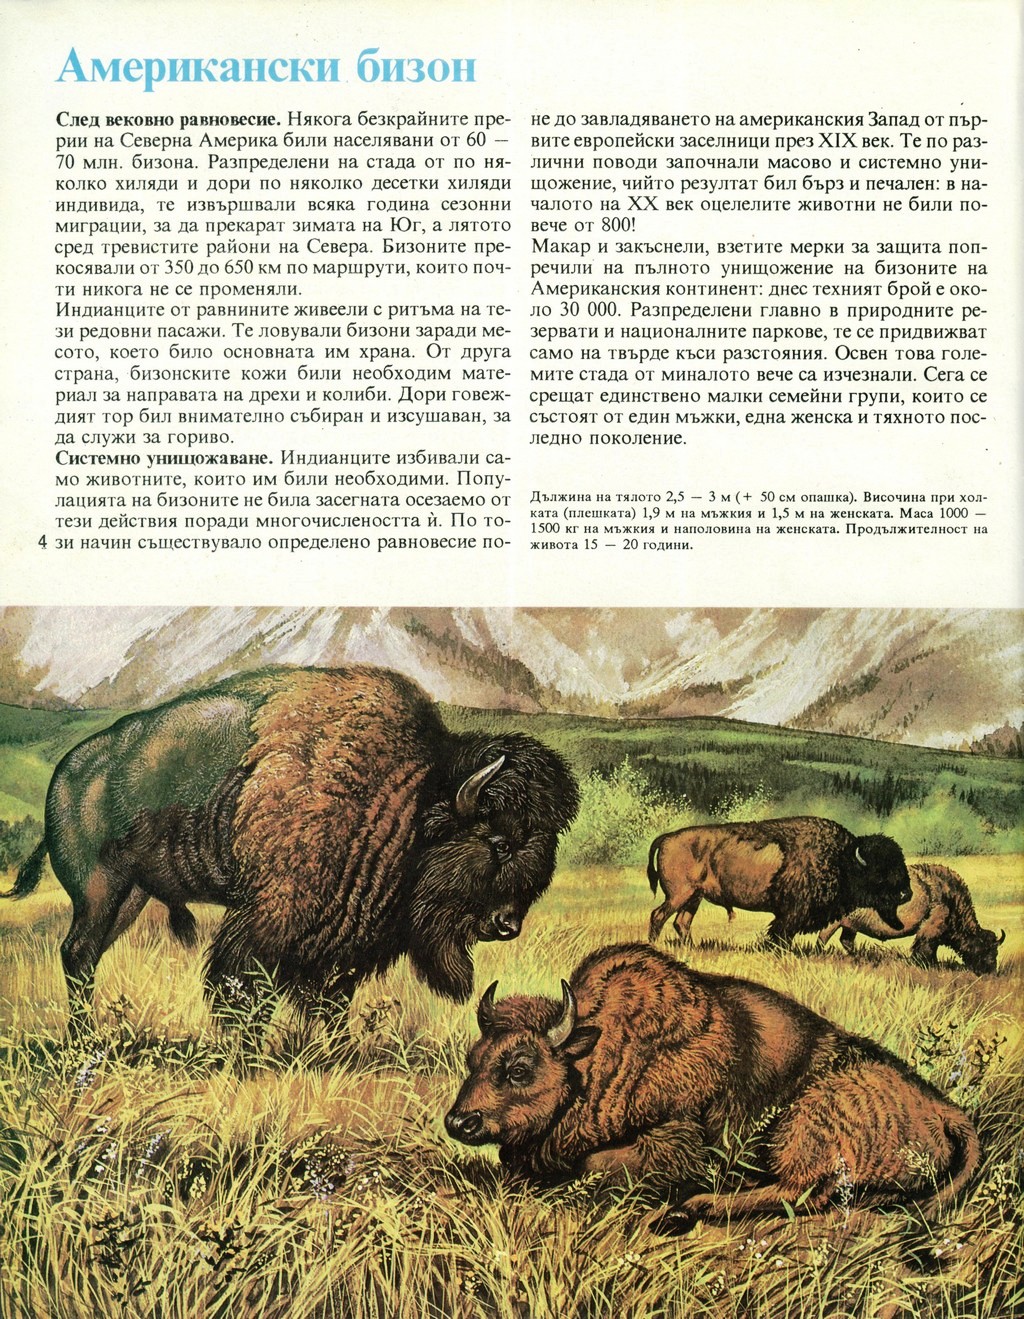 Американски бизон
След вековно равновесие. Някога безкрайните пре-
рии на Северна Америка били населявани от 60 —
70 млн. бизона. Разпределени на стада от по ня-
колко хиляди и дори по няколко десетки хиляди
индивида, те извършвали всяка година сезонни
миграции, за да прекарат зимата на Юг, а лятото
сред тревистите райони на Севера. Бизоните пре-
косявали от 350 до 650 км по маршрути, които поч-
ти никога не се променяли.
Индианците от равнините живеели с ритъма на те-
зи редовни пасажи. Те ловували бизони заради ме-
сото, което било основната им храна. От друга
страна, бизонските кожи били необходим мате-
риал за направата на дрехи и колиби. Дори говеж-
дият тор бил внимателно събиран и изсушаван, за
да служи за гориво.
Системно унищожаване. Индианците избивали са-
мо животните, които им били необходими. Попу-
лацията на бизоните не била засегната осезаемо от
тези действия поради многочислеността ѝ. По то-
4 зи начин съществувало определено равновесие по-
не до завладяването на американския Запад от пър-
вите европейски заселници през XIX век. Те по раз-
лични поводи започнали масово и системно уни-
щожение, чийто резултат бил бърз и печален: в на-
чалото на XX век оцелелите животни не били по-
вече от 800!
Макар и закъснели, взетите мерки за защита поп-
речили на пълното унищожение на бизоните на
Американския континент: днес техният брой е око-
ло 30 000. Разпределени главно в природните ре-
зервати и националните паркове, те се придвижват
само на твърде къси разстояния. Освен това голе-
мите стада от миналото вече са изчезнали. Сега се
срещат единствено малки семейни групи, които се
състоят от един мъжки, една женска и тяхното пос-
ледно поколение.
Дължина на тялото 2,5 — 3 м (+ 50 см опашка). Височина при хол-
ката (плешката) 1,9 м на мъжкия и 1,5 м на женската. Маса 1000 —
1500 кг на мъжкия и наполовина на женската. Продължителност на
живота 15 — 20 години.